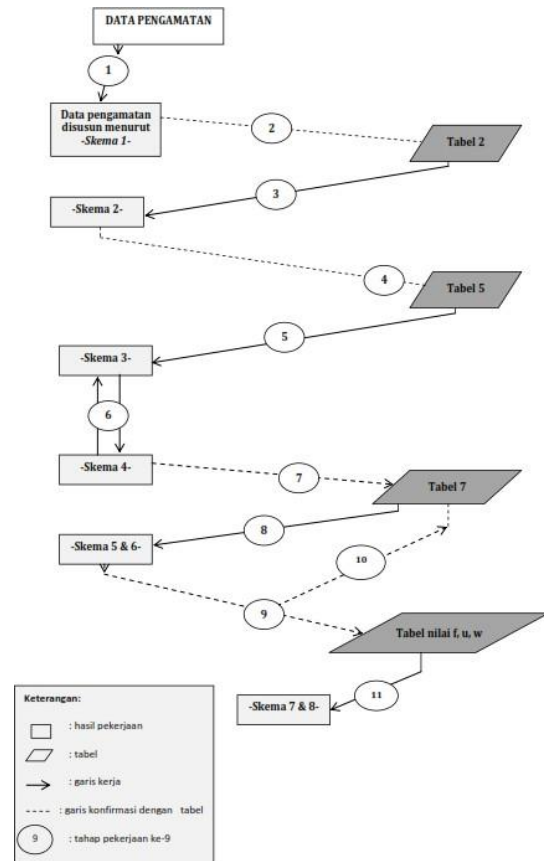 DATA PENGAMATAN
1
Data pengamatan
disusun menurut
-Skema 1-
2
Tabel 2
3
-Skema 2-
4
Tabel 5
5
-Skema 3-
6
-Skema 4-
7
Tabel 7
8
-Skema 5 & 6-
10
9
Tabel nilai f, u, w
11
-Skema 7 & 8-
Keterangan:
: hasil pekerjaan
: tabel
: garis kerja
: garis konfirmasi dengan tabel
9 : tahap pekerjaan ke-9